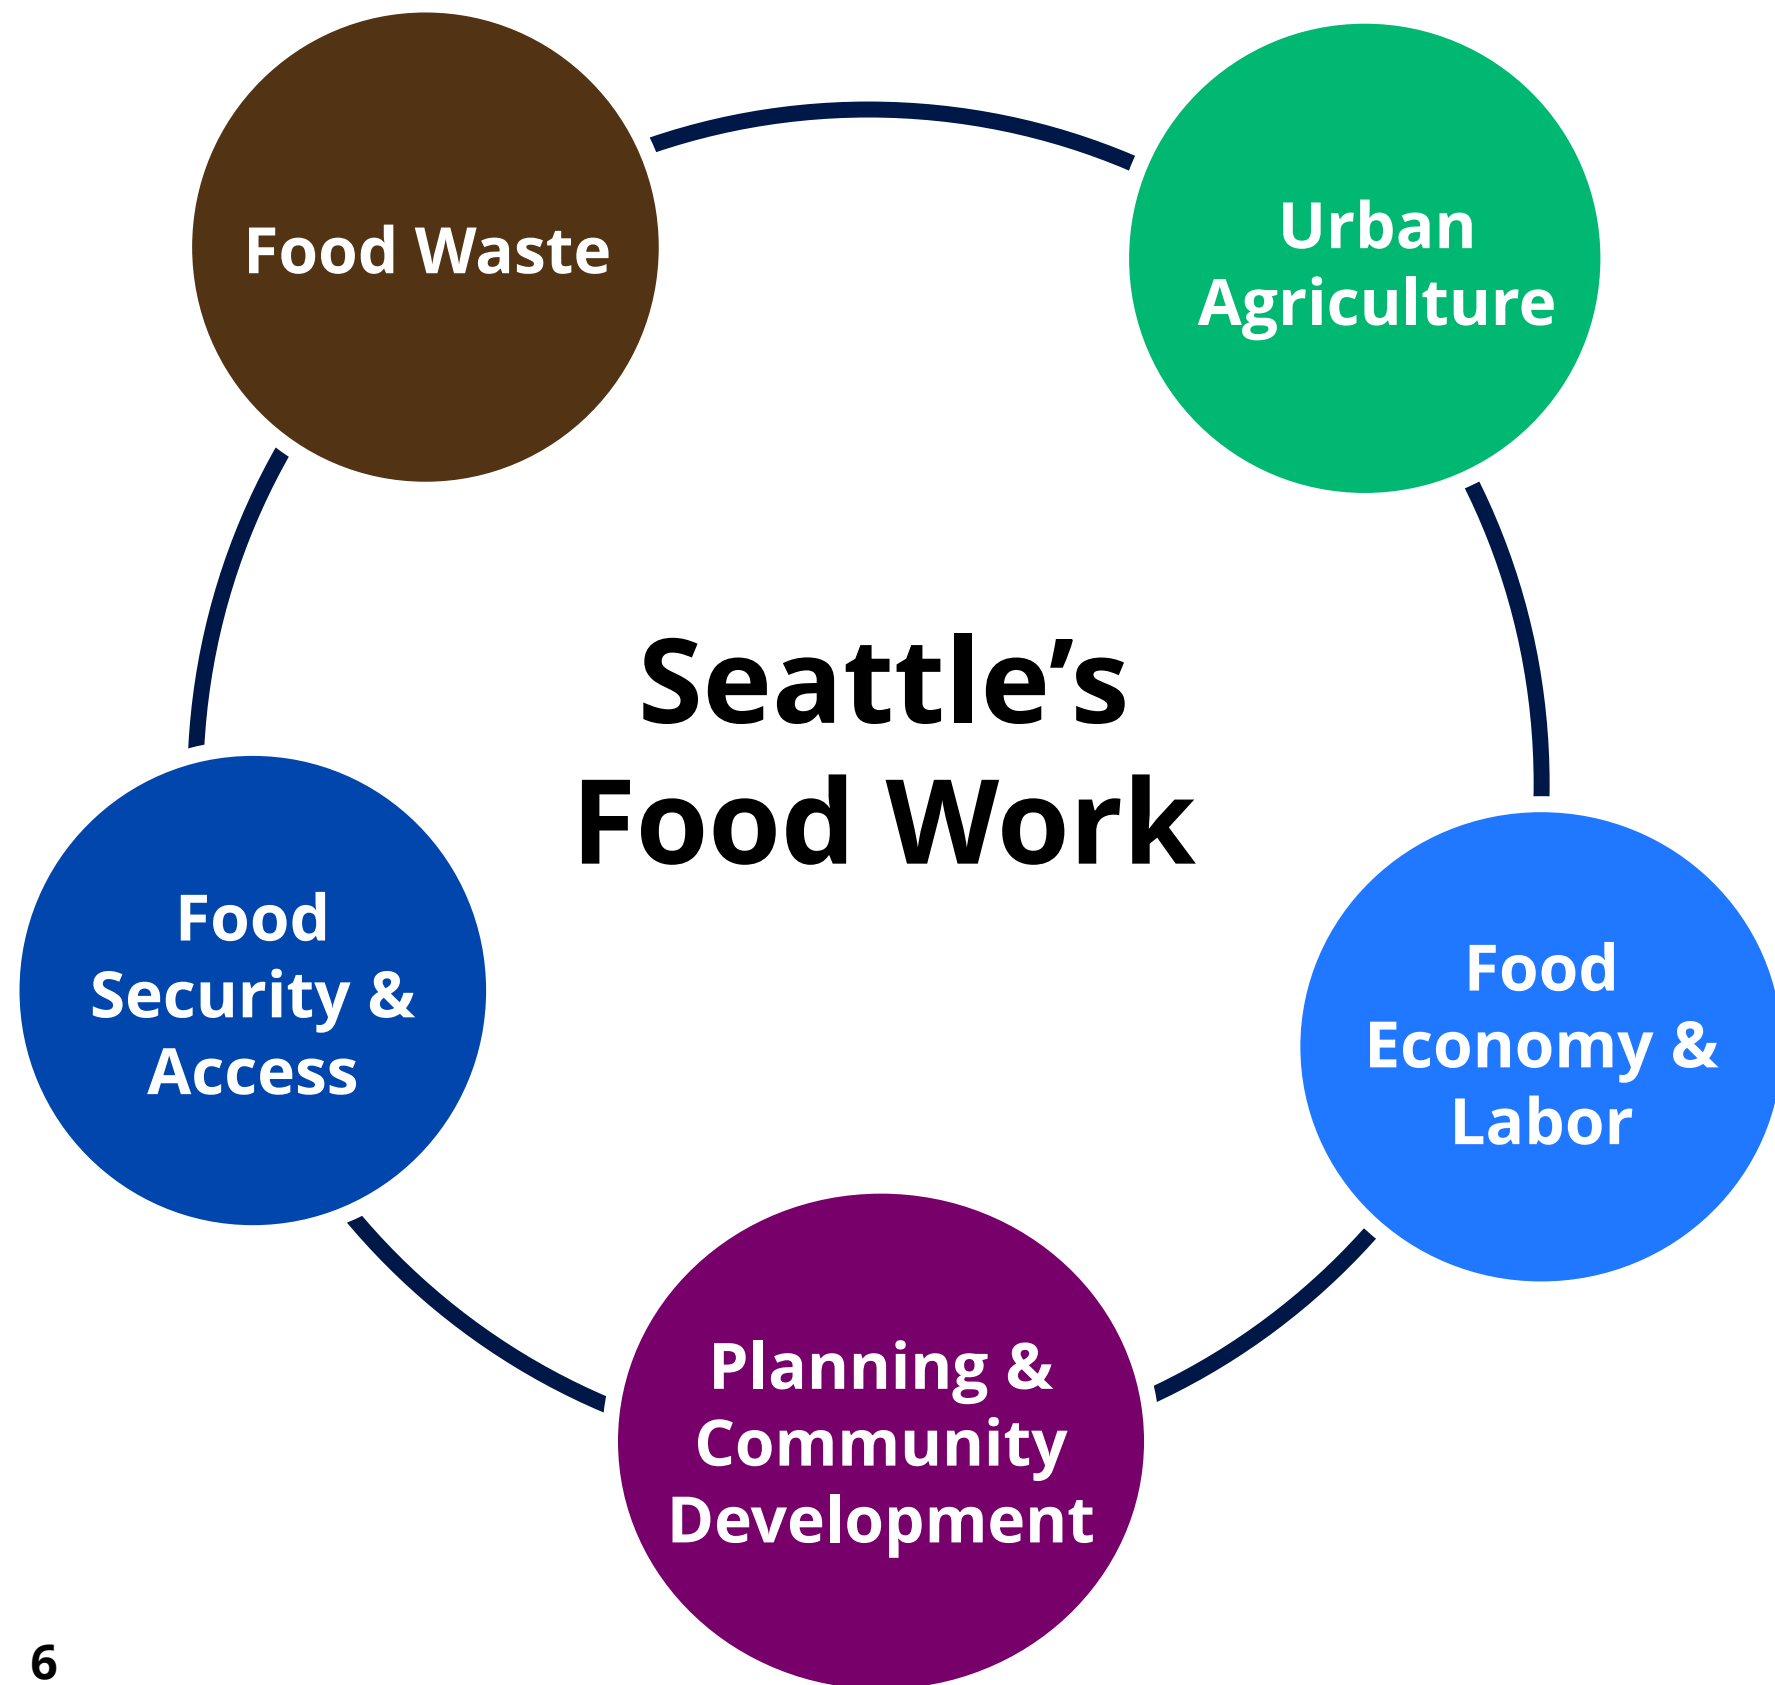 Food Waste
Urban
Agriculture
Seattle’s
Food Work
Food
Security &
Access
Food
Economy &
Labor
Planning &
Community
Development
6